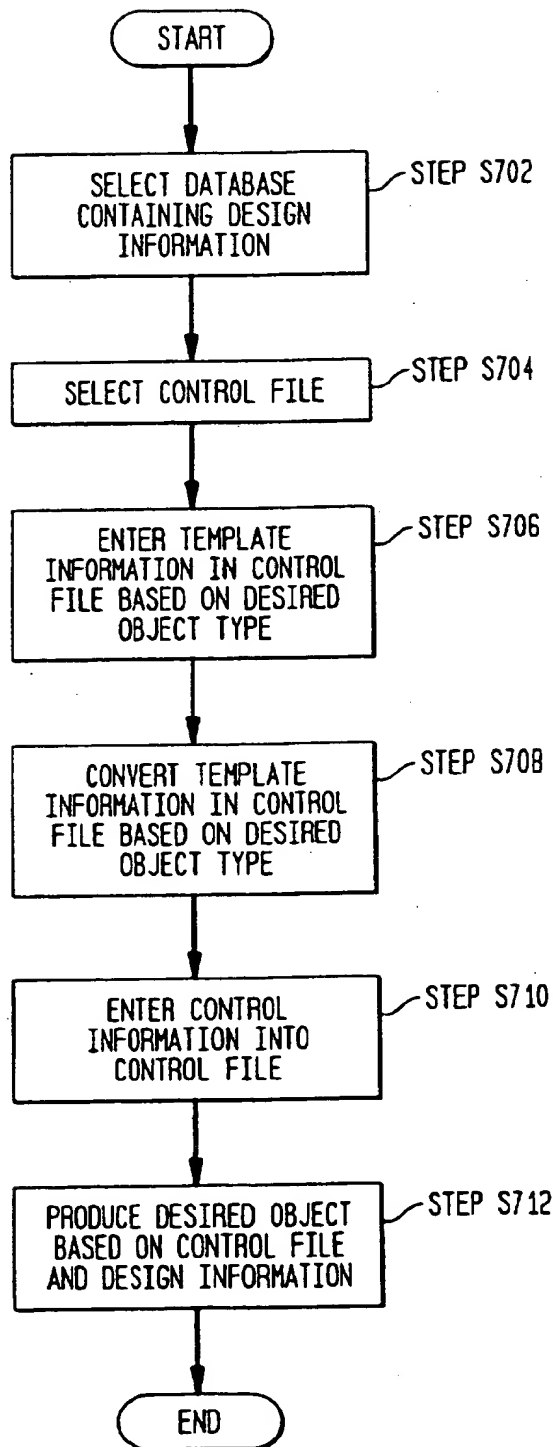 START
SELECT DATABASE
CONTAINING DESIGN
INFORMATION
STEP S702
SELECT CONTROL FILE
STEP S704
ENTER TEMPLATE
INFORMATION IN CONTROL
FILE BASED ON DESIRED
OBJECT TYPE
STEP S706
CONVERT TEMPLATE
INFORMATION IN CONTROL
FILE BASED ON DESIRED
OBJECT TYPE
STEP S708
ENTER CONTROL
INFORMATION INTO
CONTROL FILE
STEP S710
PRODUCE DESIRED OBJECT
BASED ON CONTROL FILE
AND DESIGN INFORMATION
STEP S712
END